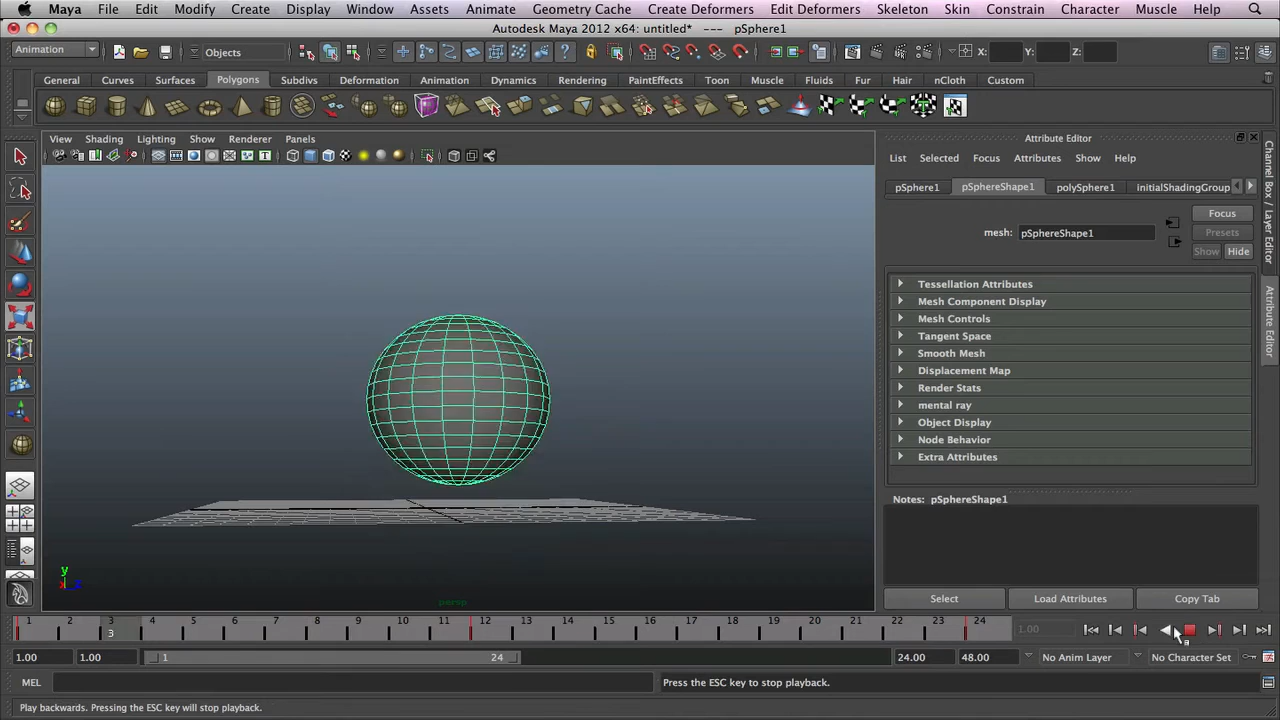 Maya File Edit Modify Create Display Window Assets Animate Geometry Cache Create Deformers Edit Deformers Skeleton Skin Constrain Character Muscle Help
Autodesk Maya 2012 x64: untitled* --- pSphere1
Animation Objects X: Y: Z:
General Curves Surfaces Polygons Subdivs Deformation Animation Dynamics Rendering PaintEffects Toon Muscle Fluids Fur Hair nCloth Custom
View Shading Lighting Show Renderer Panels
Attribute Editor
List Selected Focus Attributes Show Help
pSphere1 pSphereShape1 polySphere1 initialShadingGroup
Focus
mesh: pSphereShape1 Presets
Show Hide
Tessellation Attributes
Mesh Component Display
Mesh Controls
Tangent Space
Smooth Mesh
Displacement Map
Render Stats
mental ray
Object Display
Node Behavior
Extra Attributes
Notes: pSphereShape1
Select Load Attributes Copy Tab
Channel Box / Layer Editor
Attribute Editor
y
persp
1 2 3 4 5 6 7 8 9 10 11 12 13 14 15 16 17 18 19 20 21 22 23 24 1.00
3
1.00 1.00 1 24 24.00 48.00 No Anim Layer No Character Set
MEL Press the ESC key to stop playback.
Play backwards. Pressing the ESC key will stop playback.